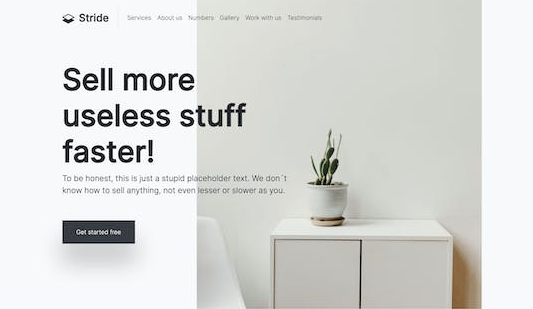 Stride
Services About us Numbers Gallery Work with us Testimonials
Sell more
useless stuff
faster!
To be honest, this is just a stupid placeholder text. We don´t
know how to sell anything, not even lesser or slower as you.
Get started free